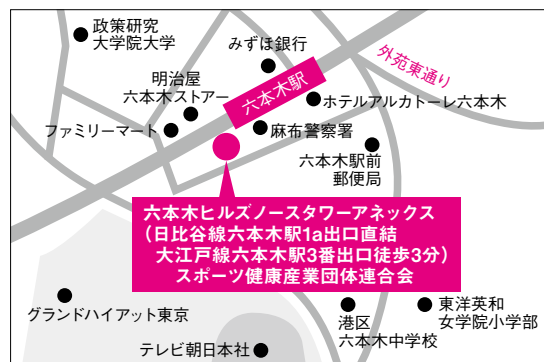 政策研究
大学院大学
みずほ銀行
外苑東通り
明治屋
六本木ストアー
六本木駅
ホテルアルカトーレ六本木
ファミリーマート
麻布警察署
六本木駅前
郵便局
六本木ヒルズノースタワーアネックス
(日比谷線六本木駅1a出口直結
大江戸線六本木駅3番出口徒歩3分)
スポーツ健康産業団体連合会
グランドハイアット東京
港区
六本木中学校
東洋英和
女学院小学部
テレビ朝日本社